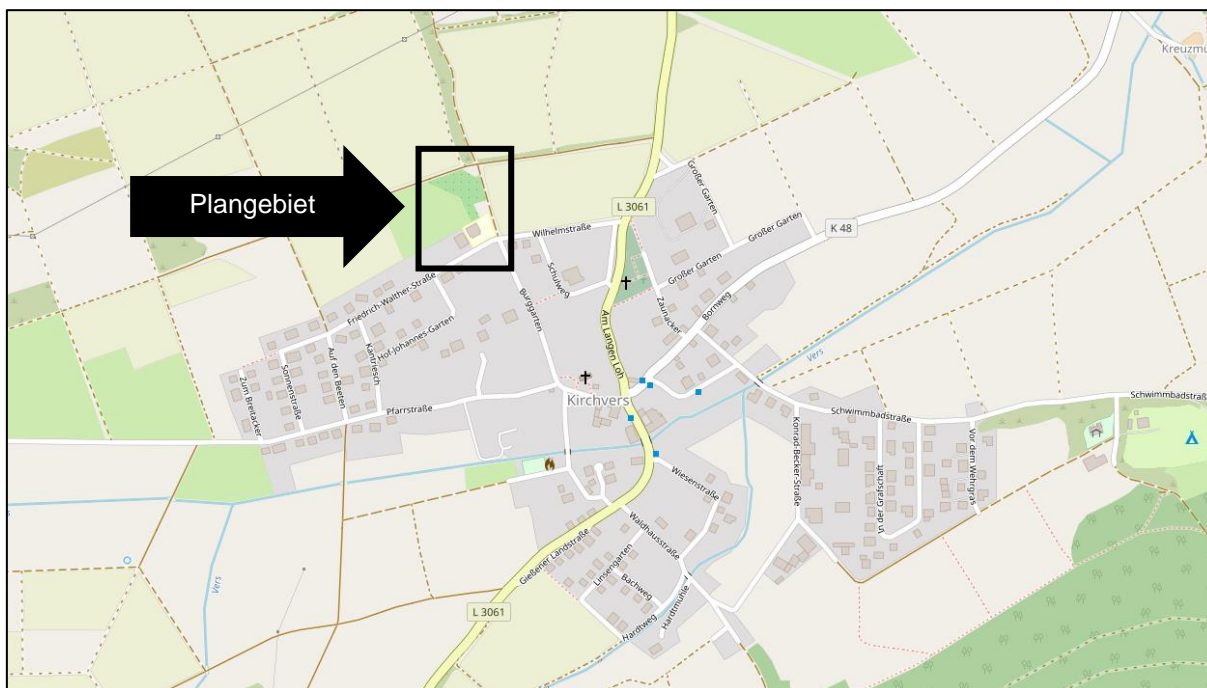 Kreuzmü
Großer Garten
Plangebiet
L 3061
Wilhelmstraße
Großer Garten
K 48
Schulweg
Großer Garten
Friedrich-Walther-Straße
Burggarten
Zaunäcker
Bornweg
Hof-Johannes-Garten
Am Langen Loh
Vers
Kantriesch
Auf den Beeten
Sonnenstraße
Zum Breitacker
Kirchvers
Pfarrstraße
Schwimmbadstraße
Schwimmbadstraße
Konrad-Becker-Straße
Vor dem Wehrgras
In der Grafschaft
Wiesenstraße
Waldhausstraße
Gießener Landstraße
Linsengarten
Bachweg
Hardtmühle
Hardtweg
Vers
L 3061